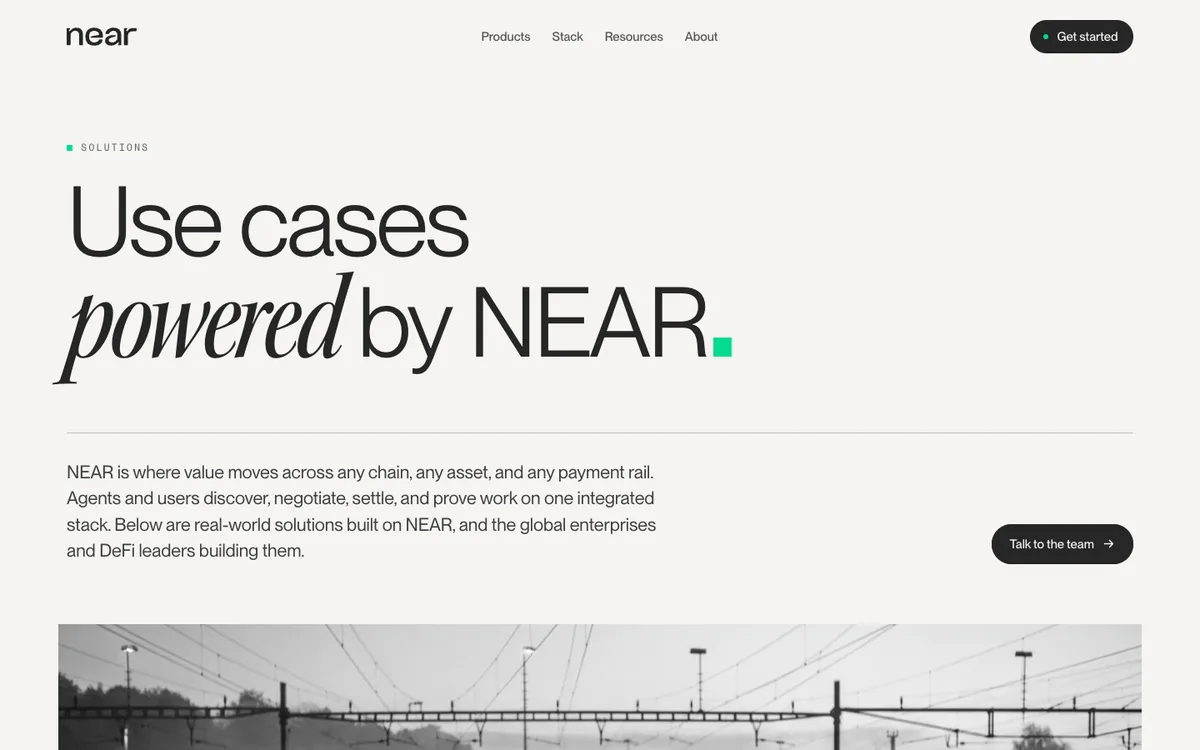 near
Products
Stack
Resources
About
Get started
SOLUTIONS
Use cases
powered by NEAR.
NEAR is where value moves across any chain, any asset, and any payment rail.
Agents and users discover, negotiate, settle, and prove work on one integrated
stack. Below are real-world solutions built on NEAR, and the global enterprises
and DeFi leaders building them.
Talk to the team →